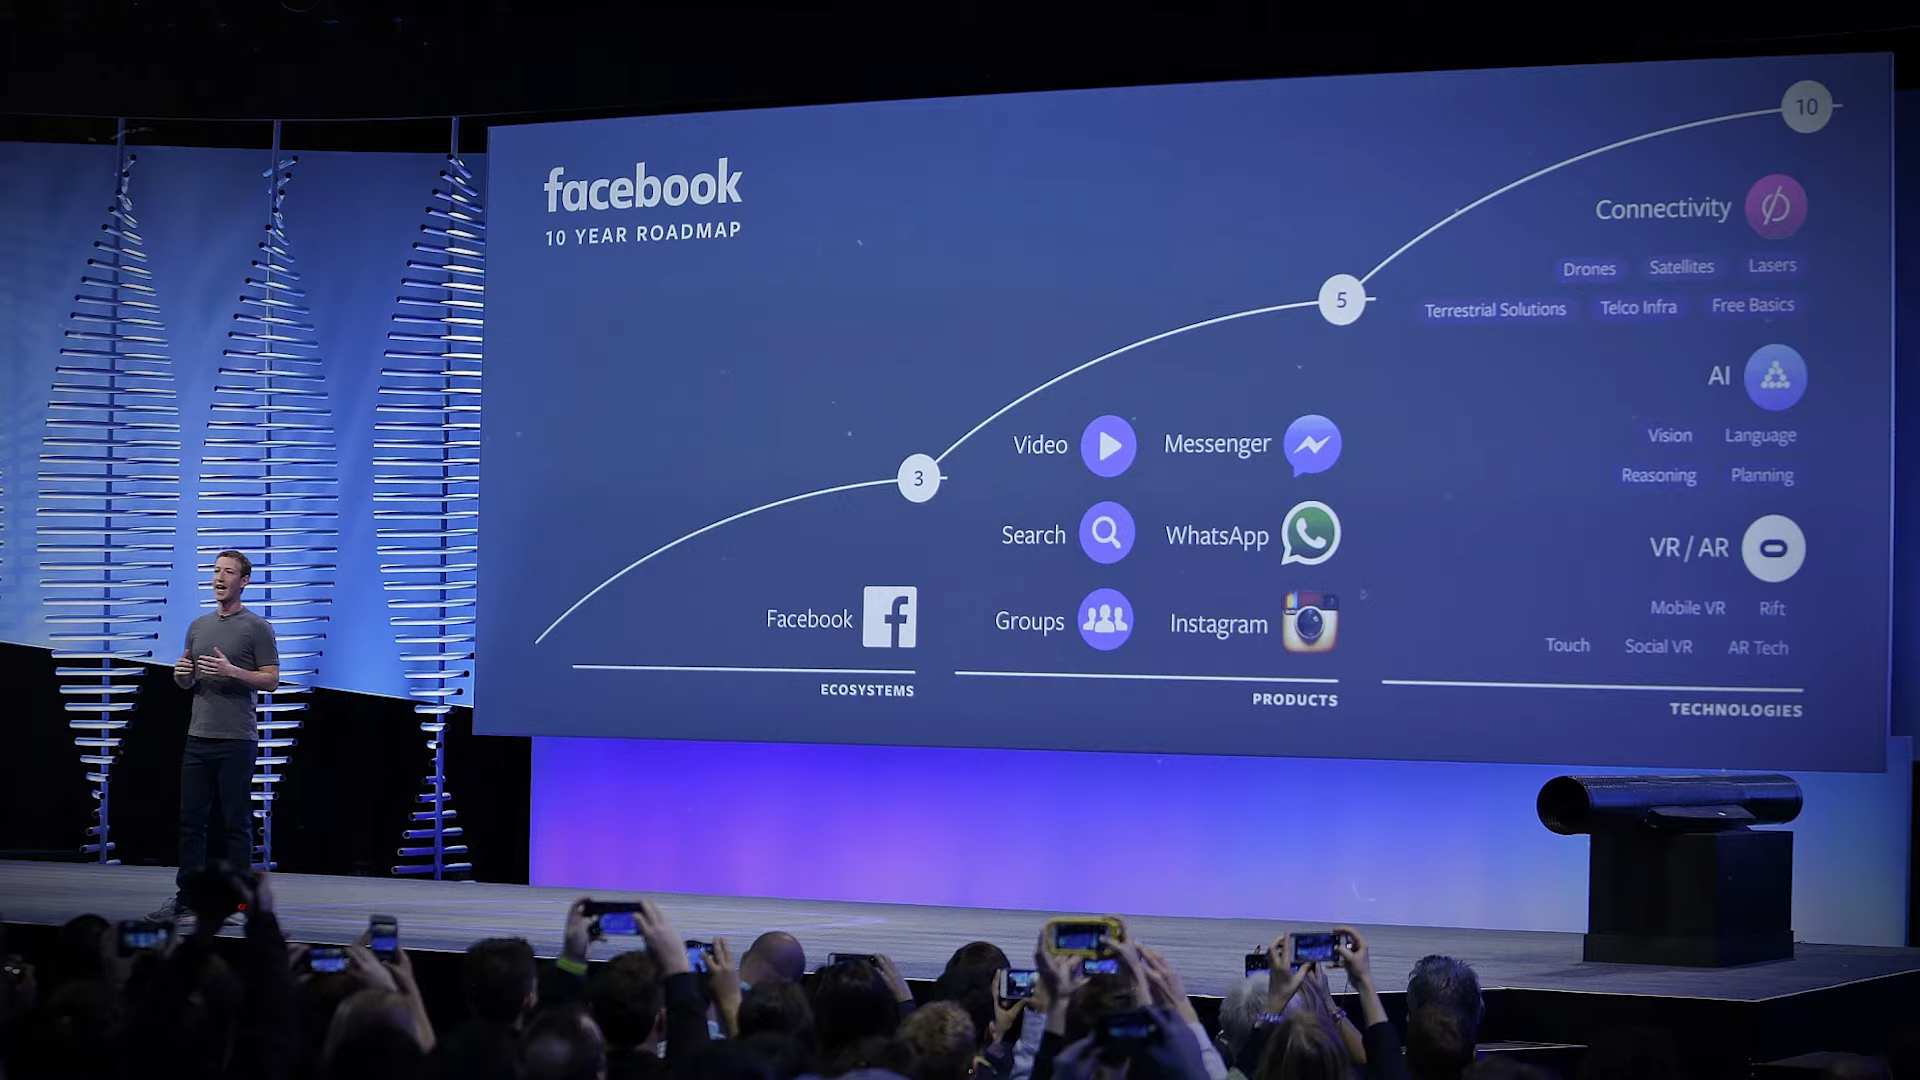 facebook
10 YEAR ROADMAP
3
5
10
Facebook
ECOSYSTEMS
Video
Messenger
Search
WhatsApp
Groups
Instagram
PRODUCTS
Connectivity
Drones Satellites Lasers
Terrestrial Solutions Telco Infra Free Basics
AI
Vision Language
Reasoning Planning
VR / AR
Mobile VR Rift
Touch Social VR AR Tech
TECHNOLOGIES